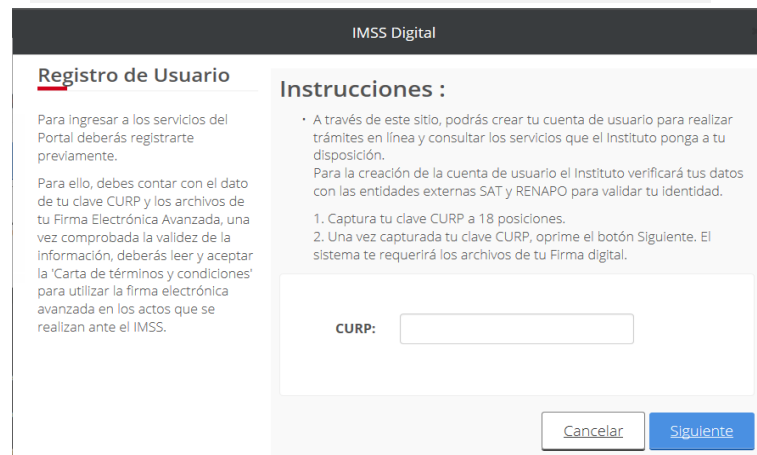 IMSS Digital
Registro de Usuario
Para ingresar a los servicios del
Portal deberás registrarte
previamente.
Para ello, debes contar con el dato
de tu clave CURP y los archivos de
tu Firma Electrónica Avanzada, una
vez comprobada la validez de la
información, deberás leer y aceptar
la 'Carta de términos y condiciones'
para utilizar la firma electrónica
avanzada en los actos que se
realizan ante el IMSS.
Instrucciones :
• A través de este sitio, podrás crear tu cuenta de usuario para realizar
trámites en línea y consultar los servicios que el Instituto ponga a tu
disposición.
Para la creación de la cuenta de usuario el Instituto verificará tus datos
con las entidades externas SAT y RENAPO para validar tu identidad.
1. Captura tu clave CURP a 18 posiciones.
2. Una vez capturada tu clave CURP, oprime el botón Siguiente. El
sistema te requerirá los archivos de tu Firma digital.
CURP:
Cancelar
Siguiente